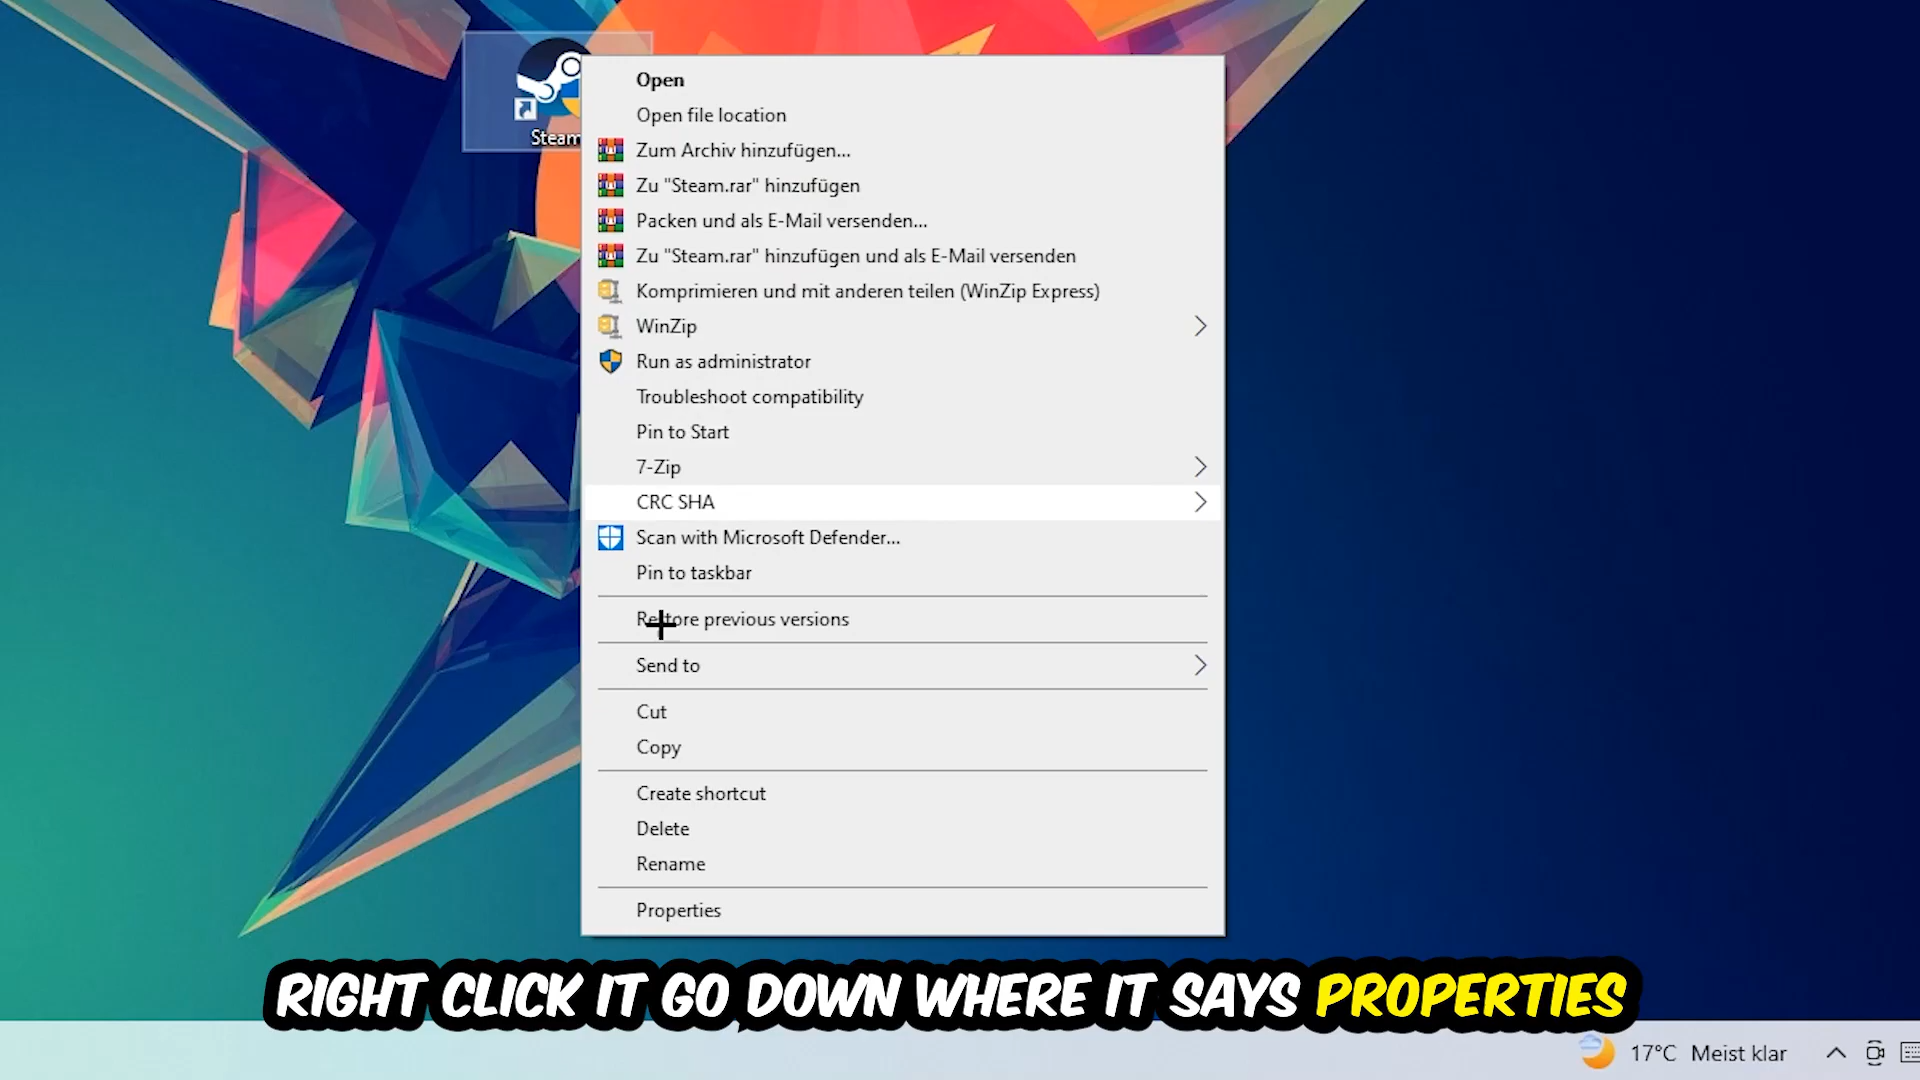 Steam
Open
Open file location
Zum Archiv hinzufügen...
Zu "Steam.rar" hinzufügen
Packen und als E-Mail versenden...
Zu "Steam.rar" hinzufügen und als E-Mail versenden
Komprimieren und mit anderen teilen (WinZip Express)
WinZip
Run as administrator
Troubleshoot compatibility
Pin to Start
7-Zip
CRC SHA
Scan with Microsoft Defender...
Pin to taskbar
Restore previous versions
Send to
Cut
Copy
Create shortcut
Delete
Rename
Properties
RIGHT CLICK IT GO DOWN WHERE IT SAYS PROPERTIES
17°C Meist klar